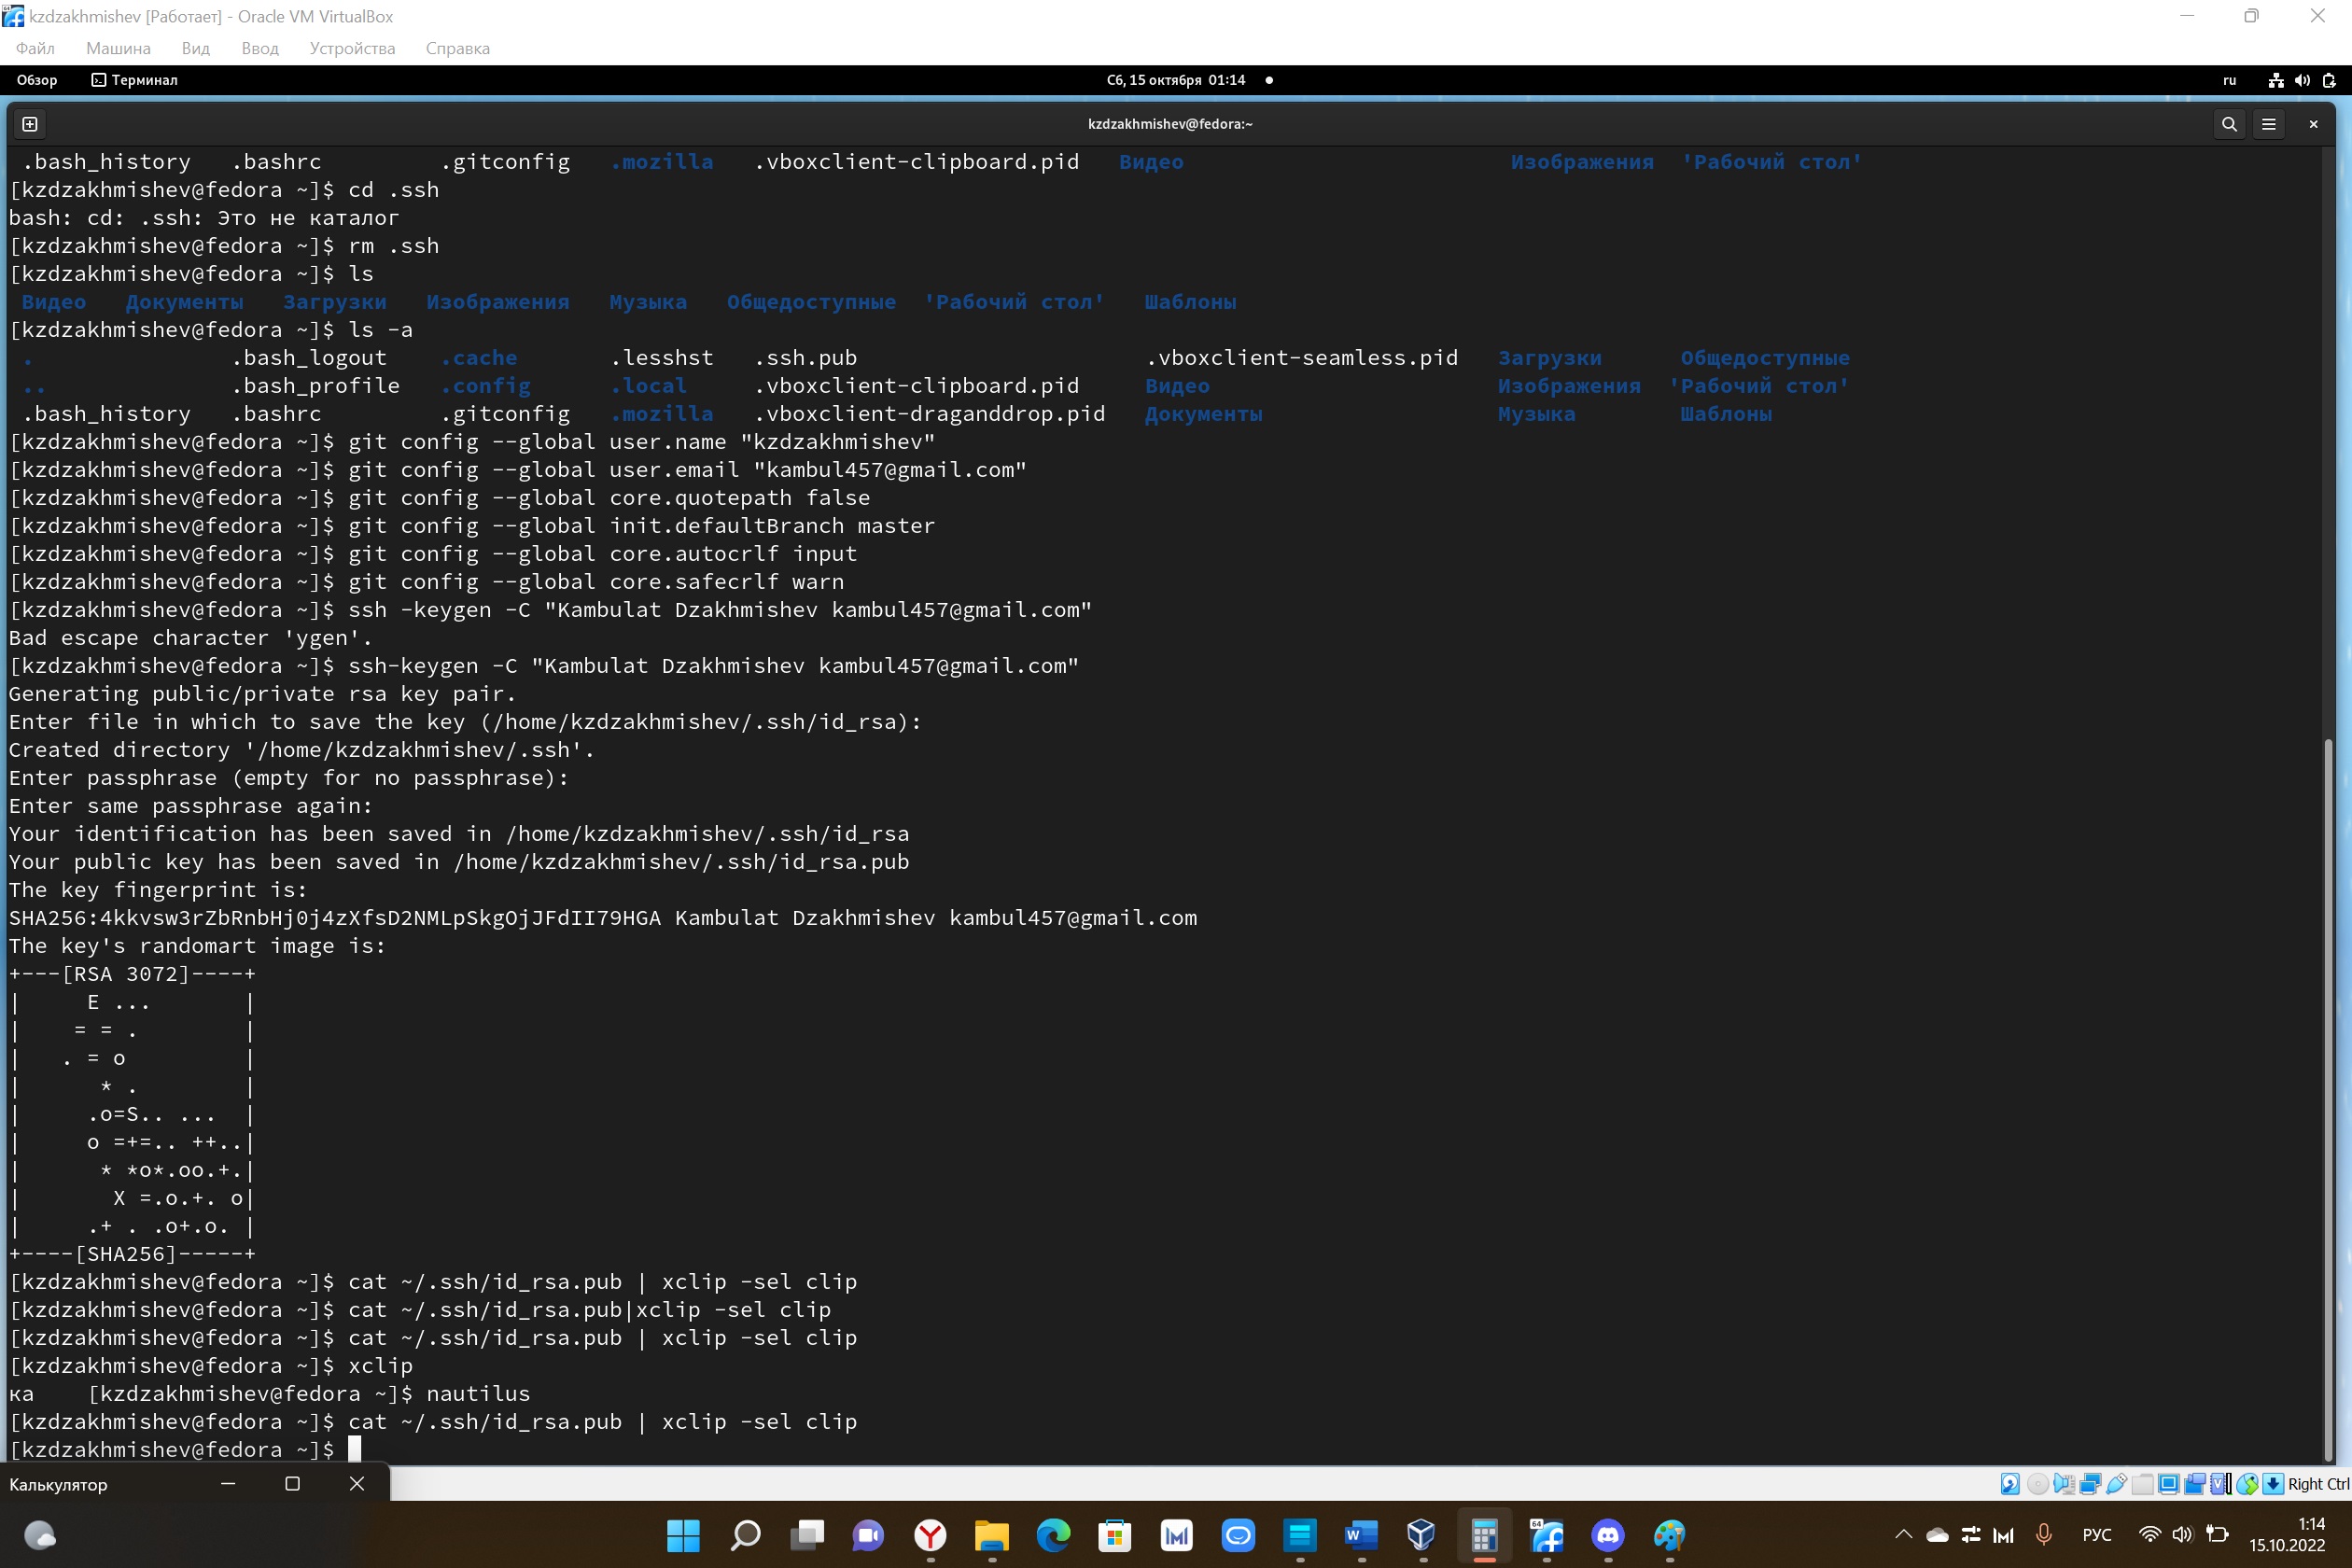 kzdzakhmishev [Работает] - Oracle VM VirtualBox
Файл Машина Вид Ввод Устройства Справка
Обзор Терминал Сб, 15 октября 01:14 ru
kzdzakhmishev@fedora:~
.bash_history .bashrc .gitconfig .mozilla .vboxclient-clipboard.pid Видео Изображения 'Рабочий стол'
[kzdzakhmishev@fedora ~]$ cd .ssh
bash: cd: .ssh: Это не каталог
[kzdzakhmishev@fedora ~]$ rm .ssh
[kzdzakhmishev@fedora ~]$ ls
Видео Документы Загрузки Изображения Музыка Общедоступные 'Рабочий стол' Шаблоны
[kzdzakhmishev@fedora ~]$ ls -a
. .bash_logout .cache .lesshst .ssh.pub .vboxclient-seamless.pid Загрузки Общедоступные
.. .bash_profile .config .local .vboxclient-clipboard.pid Видео Изображения 'Рабочий стол'
.bash_history .bashrc .gitconfig .mozilla .vboxclient-draganddrop.pid Документы Музыка Шаблоны
[kzdzakhmishev@fedora ~]$ git config --global user.name "kzdzakhmishev"
[kzdzakhmishev@fedora ~]$ git config --global user.email "kambul457@gmail.com"
[kzdzakhmishev@fedora ~]$ git config --global core.quotepath false
[kzdzakhmishev@fedora ~]$ git config --global init.defaultBranch master
[kzdzakhmishev@fedora ~]$ git config --global core.autocrlf input
[kzdzakhmishev@fedora ~]$ git config --global core.safecrlf warn
[kzdzakhmishev@fedora ~]$ ssh -keygen -C "Kambulat Dzakhmishev kambul457@gmail.com"
Bad escape character 'ygen'.
[kzdzakhmishev@fedora ~]$ ssh-keygen -C "Kambulat Dzakhmishev kambul457@gmail.com"
Generating public/private rsa key pair.
Enter file in which to save the key (/home/kzdzakhmishev/.ssh/id_rsa):
Created directory '/home/kzdzakhmishev/.ssh'.
Enter passphrase (empty for no passphrase):
Enter same passphrase again:
Your identification has been saved in /home/kzdzakhmishev/.ssh/id_rsa
Your public key has been saved in /home/kzdzakhmishev/.ssh/id_rsa.pub
The key fingerprint is:
SHA256:4kkvsw3rZbRnbHj0j4zXfsD2NMLpSkgOjJFdII79HGA Kambulat Dzakhmishev kambul457@gmail.com
The key's randomart image is:
+---[RSA 3072]----+
|     E ...       |
|    = = .        |
|   . = o         |
|      * .        |
|     .o=S.. ...  |
|     o =+=.. ++..|
|      * *o*.oo.+.|
|       X =.o.+. o|
|     .+ . .o+.o. |
+----[SHA256]-----+
[kzdzakhmishev@fedora ~]$ cat ~/.ssh/id_rsa.pub | xclip -sel clip
[kzdzakhmishev@fedora ~]$ cat ~/.ssh/id_rsa.pub|xclip -sel clip
[kzdzakhmishev@fedora ~]$ cat ~/.ssh/id_rsa.pub | xclip -sel clip
[kzdzakhmishev@fedora ~]$ xclip
ка [kzdzakhmishev@fedora ~]$ nautilus
[kzdzakhmishev@fedora ~]$ cat ~/.ssh/id_rsa.pub | xclip -sel clip
[kzdzakhmishev@fedora ~]$
Калькулятор Right Ctrl
РУС 1:14
15.10.2022